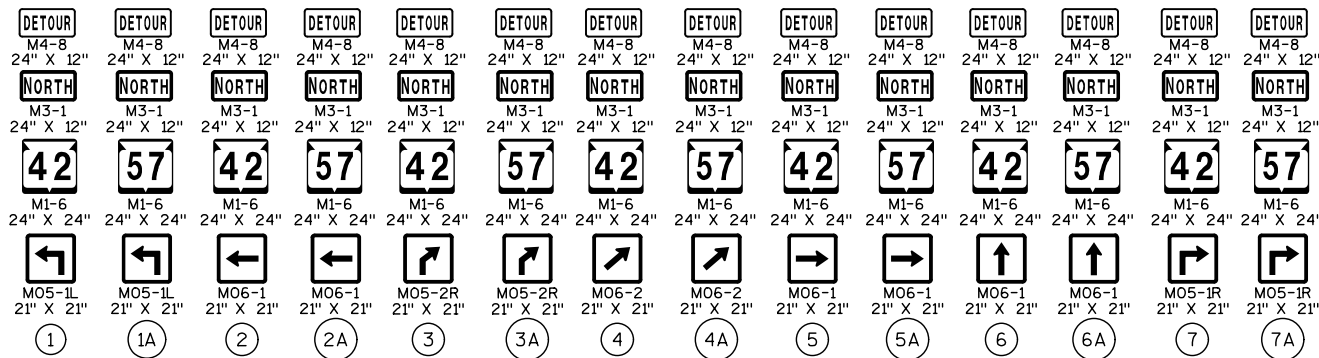 DETOUR DETOUR DETOUR DETOUR DETOUR DETOUR DETOUR DETOUR DETOUR DETOUR DETOUR DETOUR DETOUR DETOUR
M4-8 M4-8 M4-8 M4-8 M4-8 M4-8 M4-8 M4-8 M4-8 M4-8 M4-8 M4-8 M4-8 M4-8
24" X 12" 24" X 12" 24" X 12" 24" X 12" 24" X 12" 24" X 12" 24" X 12" 24" X 12" 24" X 12" 24" X 12" 24" X 12" 24" X 12" 24" X 12" 24" X 12"
NORTH NORTH NORTH NORTH NORTH NORTH NORTH NORTH NORTH NORTH NORTH NORTH NORTH NORTH
M3-1 M3-1 M3-1 M3-1 M3-1 M3-1 M3-1 M3-1 M3-1 M3-1 M3-1 M3-1 M3-1 M3-1
24" X 12" 24" X 12" 24" X 12" 24" X 12" 24" X 12" 24" X 12" 24" X 12" 24" X 12" 24" X 12" 24" X 12" 24" X 12" 24" X 12" 24" X 12" 24" X 12"
42 57 42 57 42 57 42 57 42 57 42 57 42 57
M1-6 M1-6 M1-6 M1-6 M1-6 M1-6 M1-6 M1-6 M1-6 M1-6 M1-6 M1-6 M1-6 M1-6
24" X 24" 24" X 24" 24" X 24" 24" X 24" 24" X 24" 24" X 24" 24" X 24" 24" X 24" 24" X 24" 24" X 24" 24" X 24" 24" X 24" 24" X 24" 24" X 24"
MO5-1L MO5-1L MO6-1 MO6-1 MO5-2R MO5-2R MO6-2 MO6-2 MO6-1 MO6-1 MO6-1 MO6-1 MO5-1R MO5-1R
21" X 21" 21" X 21" 21" X 21" 21" X 21" 21" X 21" 21" X 21" 21" X 21" 21" X 21" 21" X 21" 21" X 21" 21" X 21" 21" X 21" 21" X 21" 21" X 21"
1 1A 2 2A 3 3A 4 4A 5 5A 6 6A 7 7A